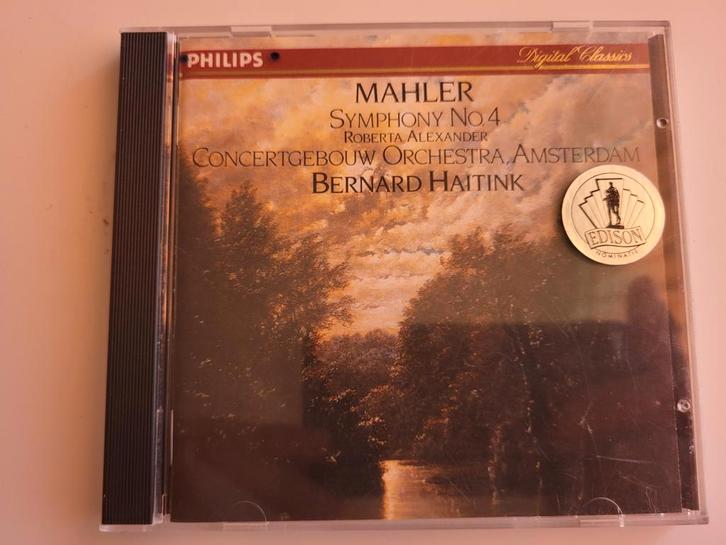 PHILIPS
Digital Classics
MAHLER
SYMPHONY NO. 4
ROBERTA ALEXANDER
CONCERTGEBOUW ORCHESTRA, AMSTERDAM
BERNARD HAITINK
EDISON
NOMINATIE